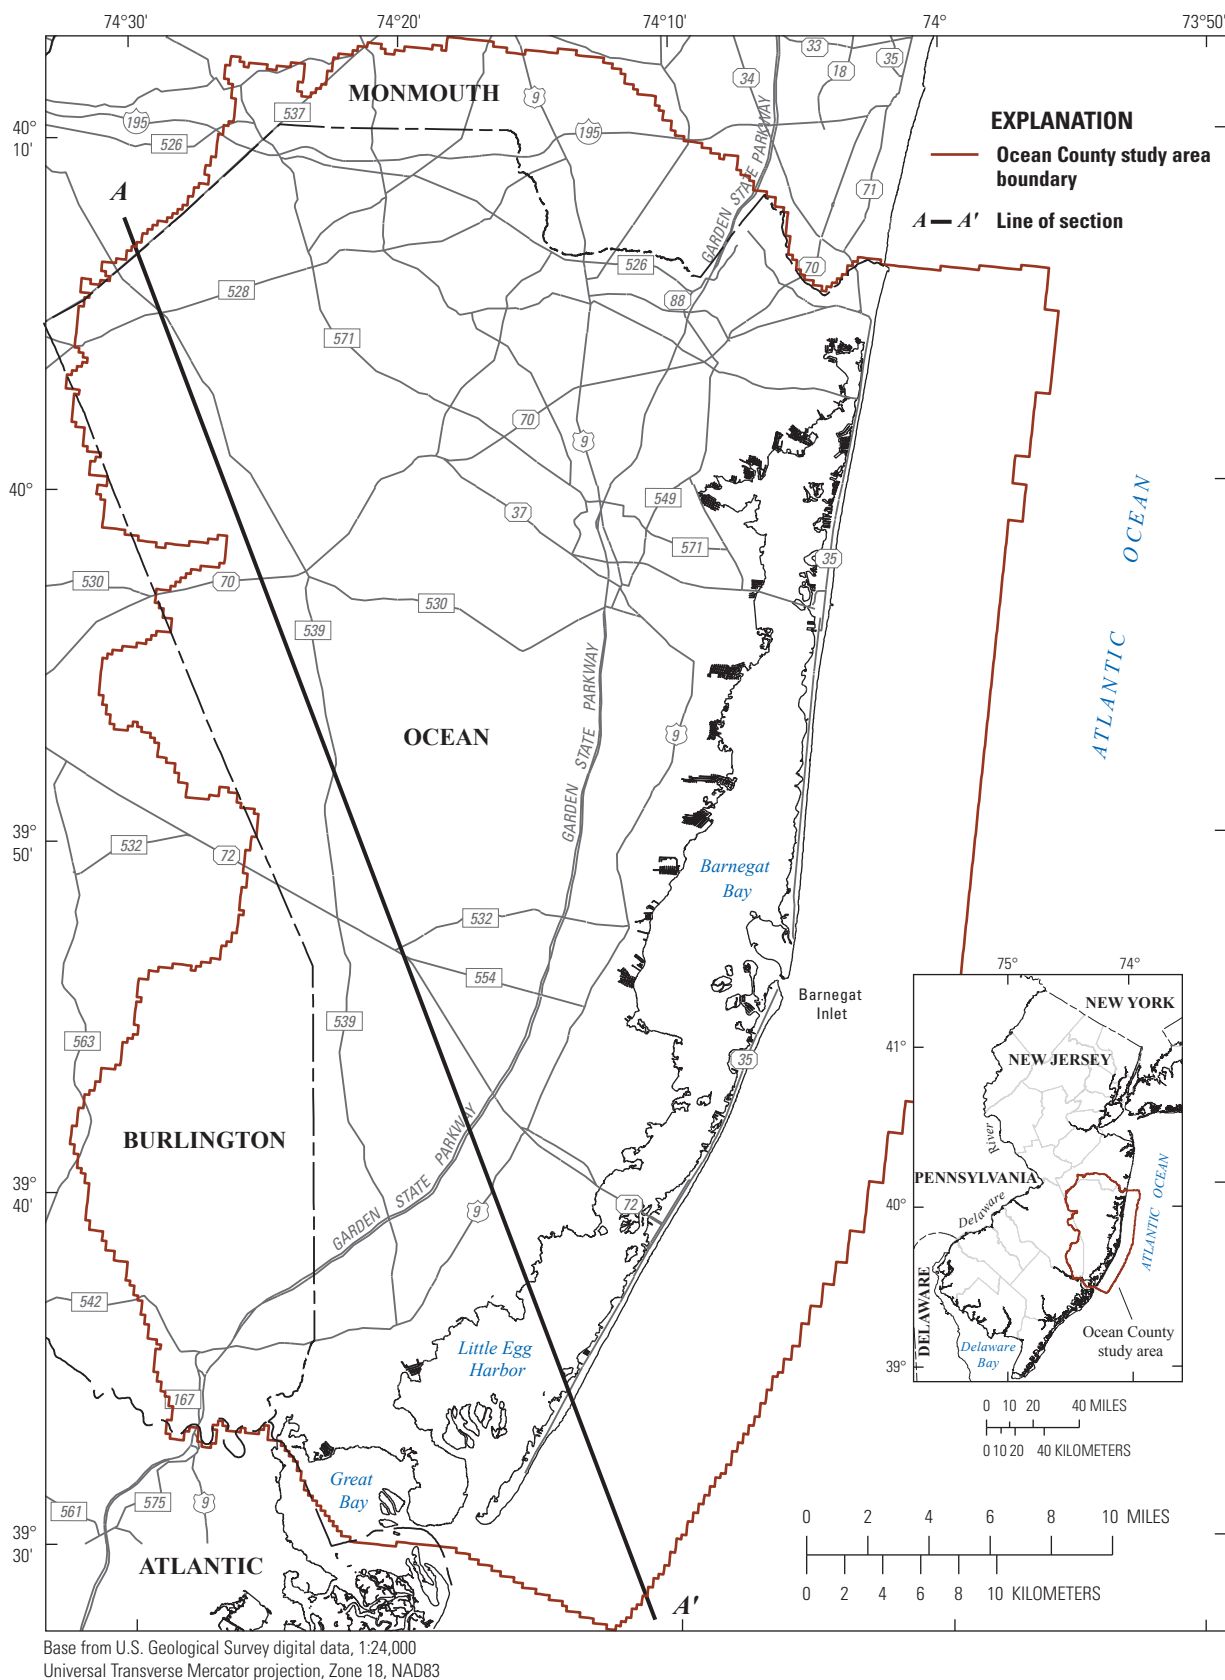 74°30'
74°20'
74°10'
74°
73°50'
33
35
18
34
9
MONMOUTH
537
195
195
526
40°
10'
EXPLANATION
Ocean County study area
boundary
A A' Line of section
GARDEN STATE PARKWAY
71
A
526
70
528
88
571
70
9
40°
549
37
571
35
530
70
530
539
ATLANTIC OCEAN
GARDEN STATE PARKWAY
OCEAN
9
39°
50'
532
72
Barnegat
Bay
532
554
Barnegat
Inlet
539
563
35
BURLINGTON
GARDEN STATE PARKWAY
39°
40'
72
9
542
Little Egg
Harbor
167
Great
Bay
575
9
561
39°
30'
ATLANTIC
A'
75°
74°
NEW YORK
41°
NEW JERSEY
River
PENNSYLVANIA
Delaware
40°
ATLANTIC OCEAN
DELAWARE
Delaware
Bay
Ocean County
study area
39°
0 10 20 40 MILES
0 10 20 40 KILOMETERS
0 2 4 6 8 10 MILES
0 2 4 6 8 10 KILOMETERS
Base from U.S. Geological Survey digital data, 1:24,000
Universal Transverse Mercator projection, Zone 18, NAD83